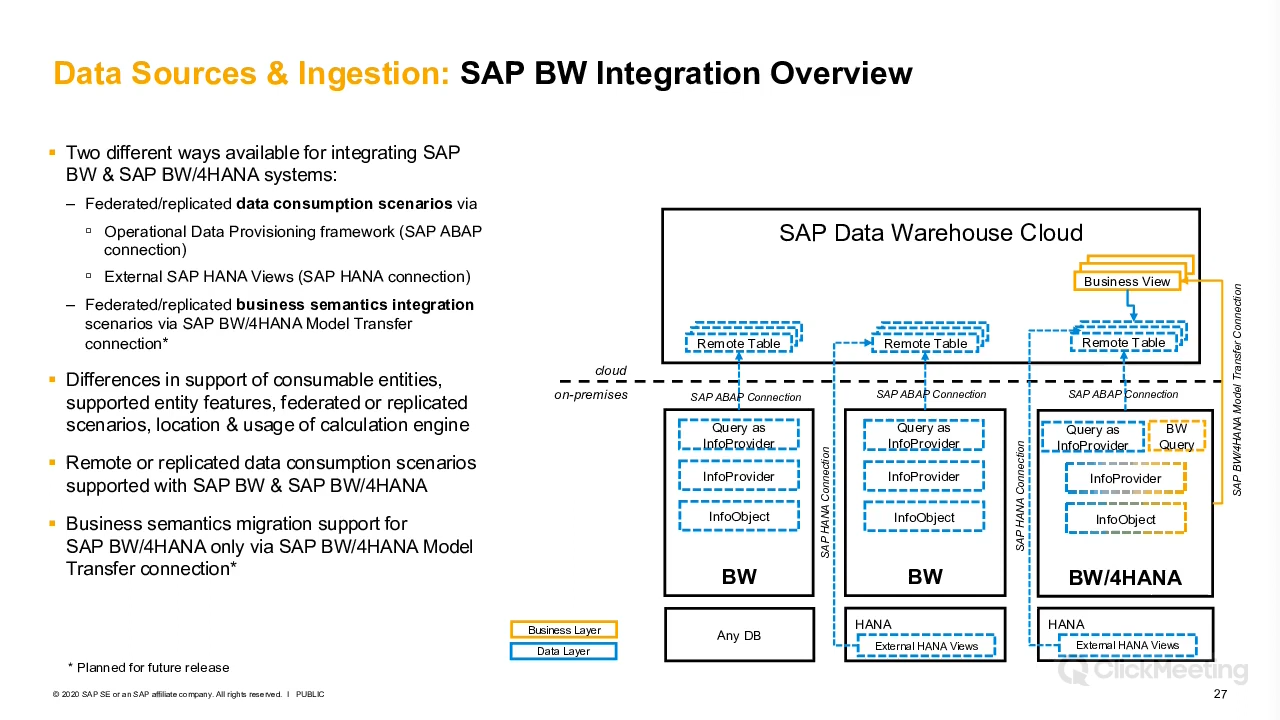 Data Sources & Ingestion: SAP BW Integration Overview
▪ Two different ways available for integrating SAP
BW & SAP BW/4HANA systems:
– Federated/replicated data consumption scenarios via
▫ Operational Data Provisioning framework (SAP ABAP
connection)
▫ External SAP HANA Views (SAP HANA connection)
– Federated/replicated business semantics integration
scenarios via SAP BW/4HANA Model Transfer
connection*
▪ Differences in support of consumable entities,
supported entity features, federated or replicated
scenarios, location & usage of calculation engine
▪ Remote or replicated data consumption scenarios
supported with SAP BW & SAP BW/4HANA
▪ Business semantics migration support for
SAP BW/4HANA only via SAP BW/4HANA Model
Transfer connection*
SAP Data Warehouse Cloud
Business View
Remote Table
Remote Table
Remote Table
cloud
on-premises
SAP ABAP Connection
SAP ABAP Connection
SAP ABAP Connection
SAP BW/4HANA Model Transfer Connection
Query as
InfoProvider
InfoProvider
InfoObject
BW
SAP HANA Connection
Query as
InfoProvider
InfoProvider
InfoObject
BW
SAP HANA Connection
Query as
InfoProvider
BW
Query
InfoProvider
InfoObject
BW/4HANA
Any DB
HANA
External HANA Views
HANA
External HANA Views
Business Layer
Data Layer
* Planned for future release
ClickMeeting
© 2020 SAP SE or an SAP affiliate company. All rights reserved. I PUBLIC
27